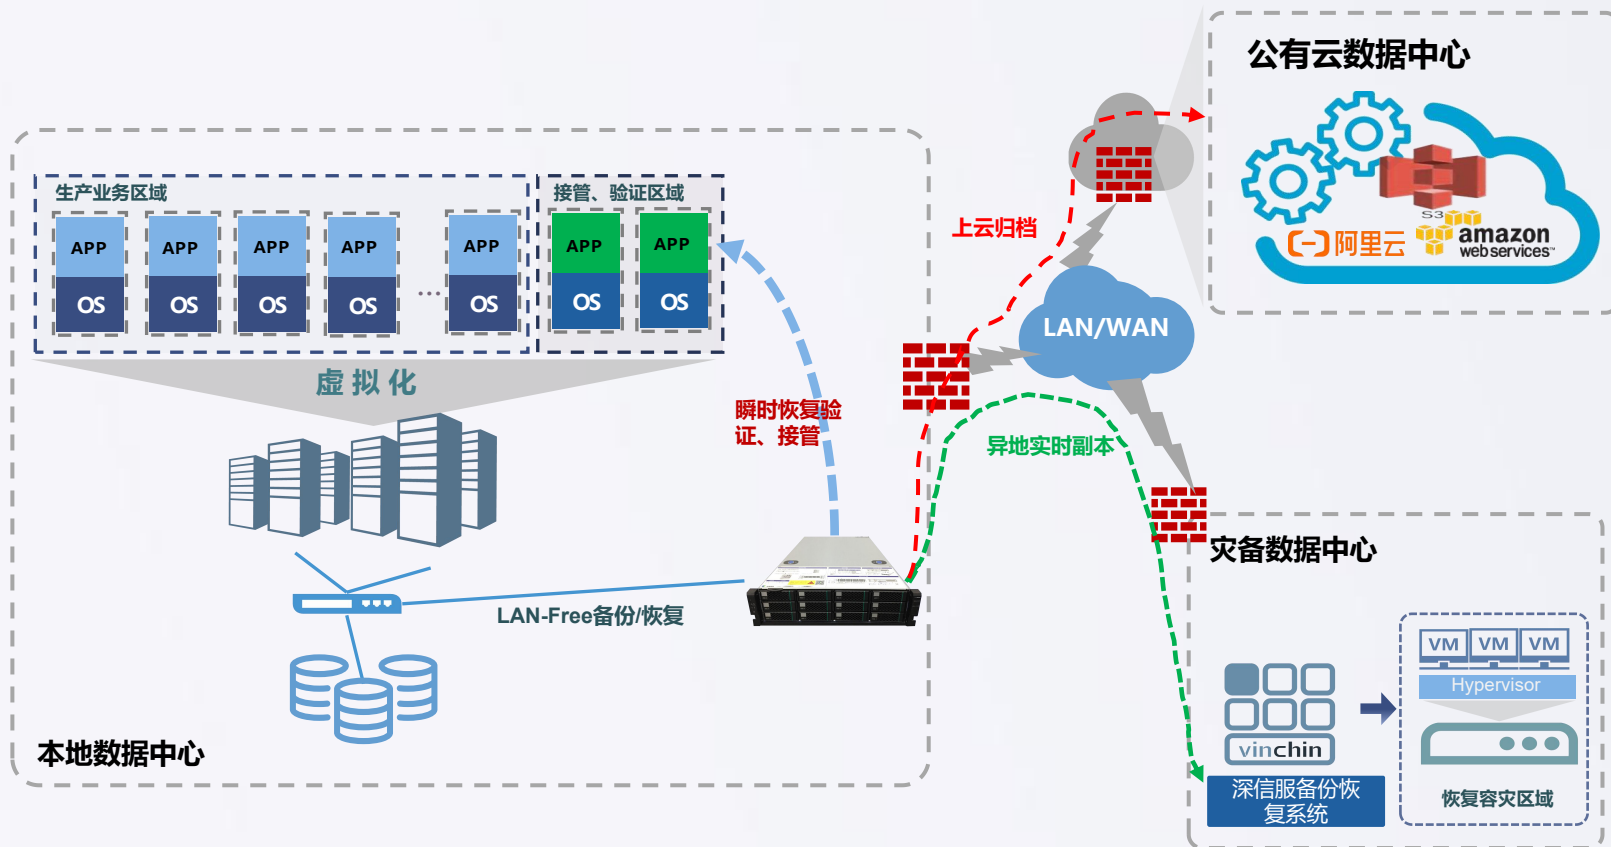 公有云数据中心
S3
阿里云
amazon
webservices™
生产业务区域
接管、验证区域
APP
APP
APP
APP
APP
APP
APP
OS
OS
OS
OS
...
OS
OS
OS
虚拟化
上云归档
LAN/WAN
瞬时恢复验
证、接管
异地实时副本
LAN-Free备份/恢复
本地数据中心
灾备数据中心
VM
VM
VM
Hypervisor
vinchin
深信服备份恢
复系统
恢复容灾区域